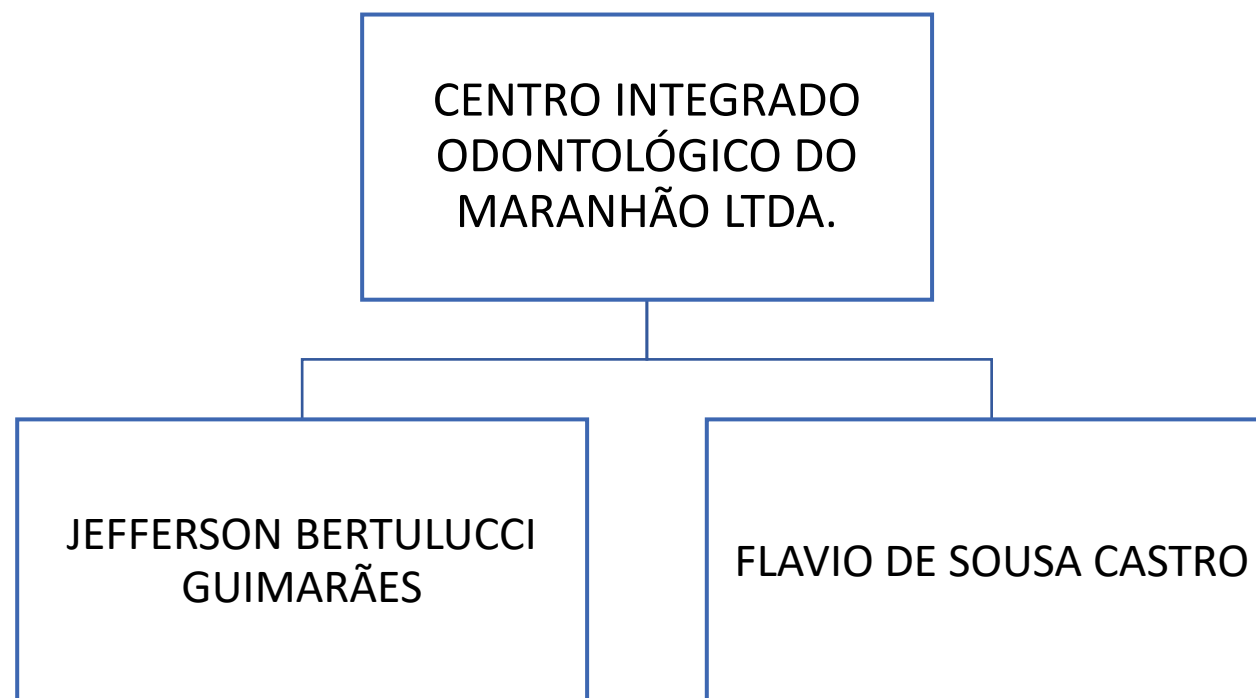 CENTRO INTEGRADO
ODONTOLÓGICO DO
MARANHÃO LTDA.
JEFFERSON BERTULUCCI
GUIMARÃES
FLAVIO DE SOUSA CASTRO